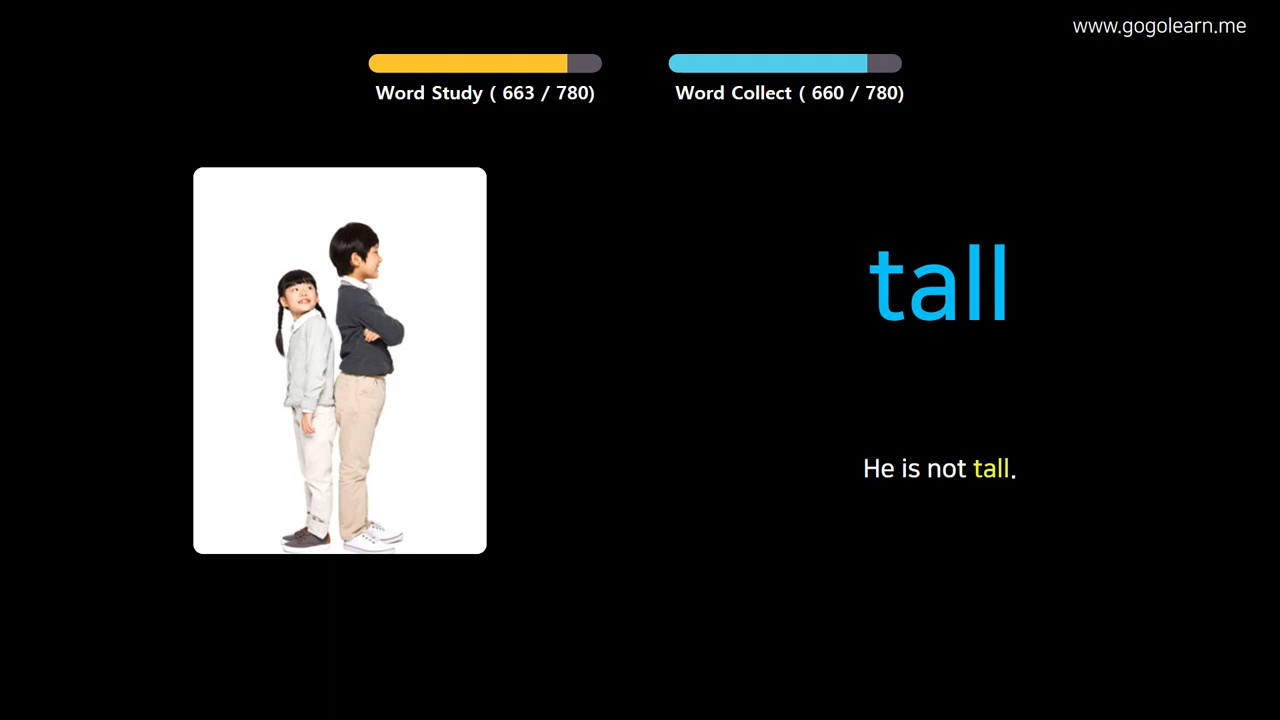 www.gogolearn.me
Word Study ( 663 / 780)
Word Collect ( 660 / 780)
tall
He is not tall.